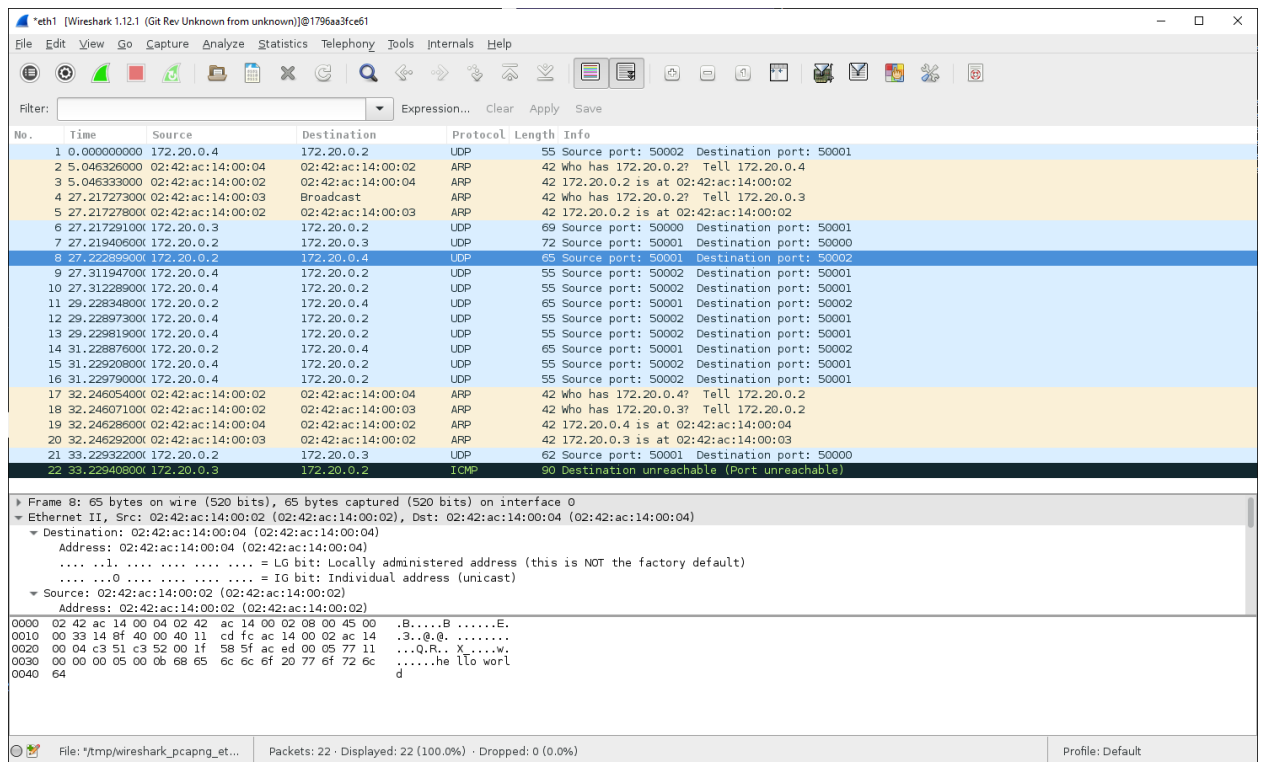 *eth1 [Wireshark 1.12.1 (Git Rev Unknown from unknown)]@1796aa3fce61
File Edit View Go Capture Analyze Statistics Telephony Tools Internals Help
Filter: Expression... Clear Apply Save
No. Time Source Destination Protocol Length Info
1 0.000000000 172.20.0.4 172.20.0.2 UDP 55 Source port: 50002 Destination port: 50001
2 5.046326000 02:42:ac:14:00:04 02:42:ac:14:00:02 ARP 42 Who has 172.20.0.2? Tell 172.20.0.4
3 5.046333000 02:42:ac:14:00:02 02:42:ac:14:00:04 ARP 42 172.20.0.2 is at 02:42:ac:14:00:02
4 27.21727300( 02:42:ac:14:00:03 Broadcast ARP 42 Who has 172.20.0.2? Tell 172.20.0.3
5 27.21727800( 02:42:ac:14:00:02 02:42:ac:14:00:03 ARP 42 172.20.0.2 is at 02:42:ac:14:00:02
6 27.21729100( 172.20.0.3 172.20.0.2 UDP 69 Source port: 50000 Destination port: 50001
7 27.21940600( 172.20.0.2 172.20.0.3 UDP 72 Source port: 50001 Destination port: 50000
8 27.22289900( 172.20.0.2 172.20.0.4 UDP 65 Source port: 50001 Destination port: 50002
9 27.31194700( 172.20.0.4 172.20.0.2 UDP 55 Source port: 50002 Destination port: 50001
10 27.31228900( 172.20.0.4 172.20.0.2 UDP 55 Source port: 50002 Destination port: 50001
11 29.22834800( 172.20.0.2 172.20.0.4 UDP 65 Source port: 50001 Destination port: 50002
12 29.22897300( 172.20.0.4 172.20.0.2 UDP 55 Source port: 50002 Destination port: 50001
13 29.22981900( 172.20.0.4 172.20.0.2 UDP 55 Source port: 50002 Destination port: 50001
14 31.22887600( 172.20.0.2 172.20.0.4 UDP 65 Source port: 50001 Destination port: 50002
15 31.22920800( 172.20.0.4 172.20.0.2 UDP 55 Source port: 50002 Destination port: 50001
16 31.22979000( 172.20.0.4 172.20.0.2 UDP 55 Source port: 50002 Destination port: 50001
17 32.24605400( 02:42:ac:14:00:02 02:42:ac:14:00:04 ARP 42 Who has 172.20.0.4? Tell 172.20.0.2
18 32.24607100( 02:42:ac:14:00:02 02:42:ac:14:00:03 ARP 42 Who has 172.20.0.3? Tell 172.20.0.2
19 32.24628600( 02:42:ac:14:00:04 02:42:ac:14:00:02 ARP 42 172.20.0.4 is at 02:42:ac:14:00:04
20 32.24629200( 02:42:ac:14:00:03 02:42:ac:14:00:02 ARP 42 172.20.0.3 is at 02:42:ac:14:00:03
21 33.22932200( 172.20.0.2 172.20.0.3 UDP 62 Source port: 50001 Destination port: 50000
22 33.22940800( 172.20.0.3 172.20.0.2 ICMP 90 Destination unreachable (Port unreachable)
Frame 8: 65 bytes on wire (520 bits), 65 bytes captured (520 bits) on interface 0
Ethernet II, Src: 02:42:ac:14:00:02 (02:42:ac:14:00:02), Dst: 02:42:ac:14:00:04 (02:42:ac:14:00:04)
Destination: 02:42:ac:14:00:04 (02:42:ac:14:00:04)
Address: 02:42:ac:14:00:04 (02:42:ac:14:00:04)
.... ..1. .... .... .... .... = LG bit: Locally administered address (this is NOT the factory default)
.... ...0 .... .... .... .... = IG bit: Individual address (unicast)
Source: 02:42:ac:14:00:02 (02:42:ac:14:00:02)
Address: 02:42:ac:14:00:02 (02:42:ac:14:00:02)
0000 02 42 ac 14 00 04 02 42 ac 14 00 02 08 00 45 00 .B.....B ......E.
0010 00 33 14 8f 40 00 40 11 cd fc ac 14 00 02 ac 14 .3..@.@. ........
0020 00 04 c3 51 c3 52 00 1f 58 5f ac ed 00 05 77 11 ...Q.R.. X_....w.
0030 00 00 00 05 00 0b 68 65 6c 6c 6f 20 77 6f 72 6c ......he llo worl
0040 64 d
File: "/tmp/wireshark_pcapng_et... Packets: 22 · Displayed: 22 (100.0%) · Dropped: 0 (0.0%) Profile: Default